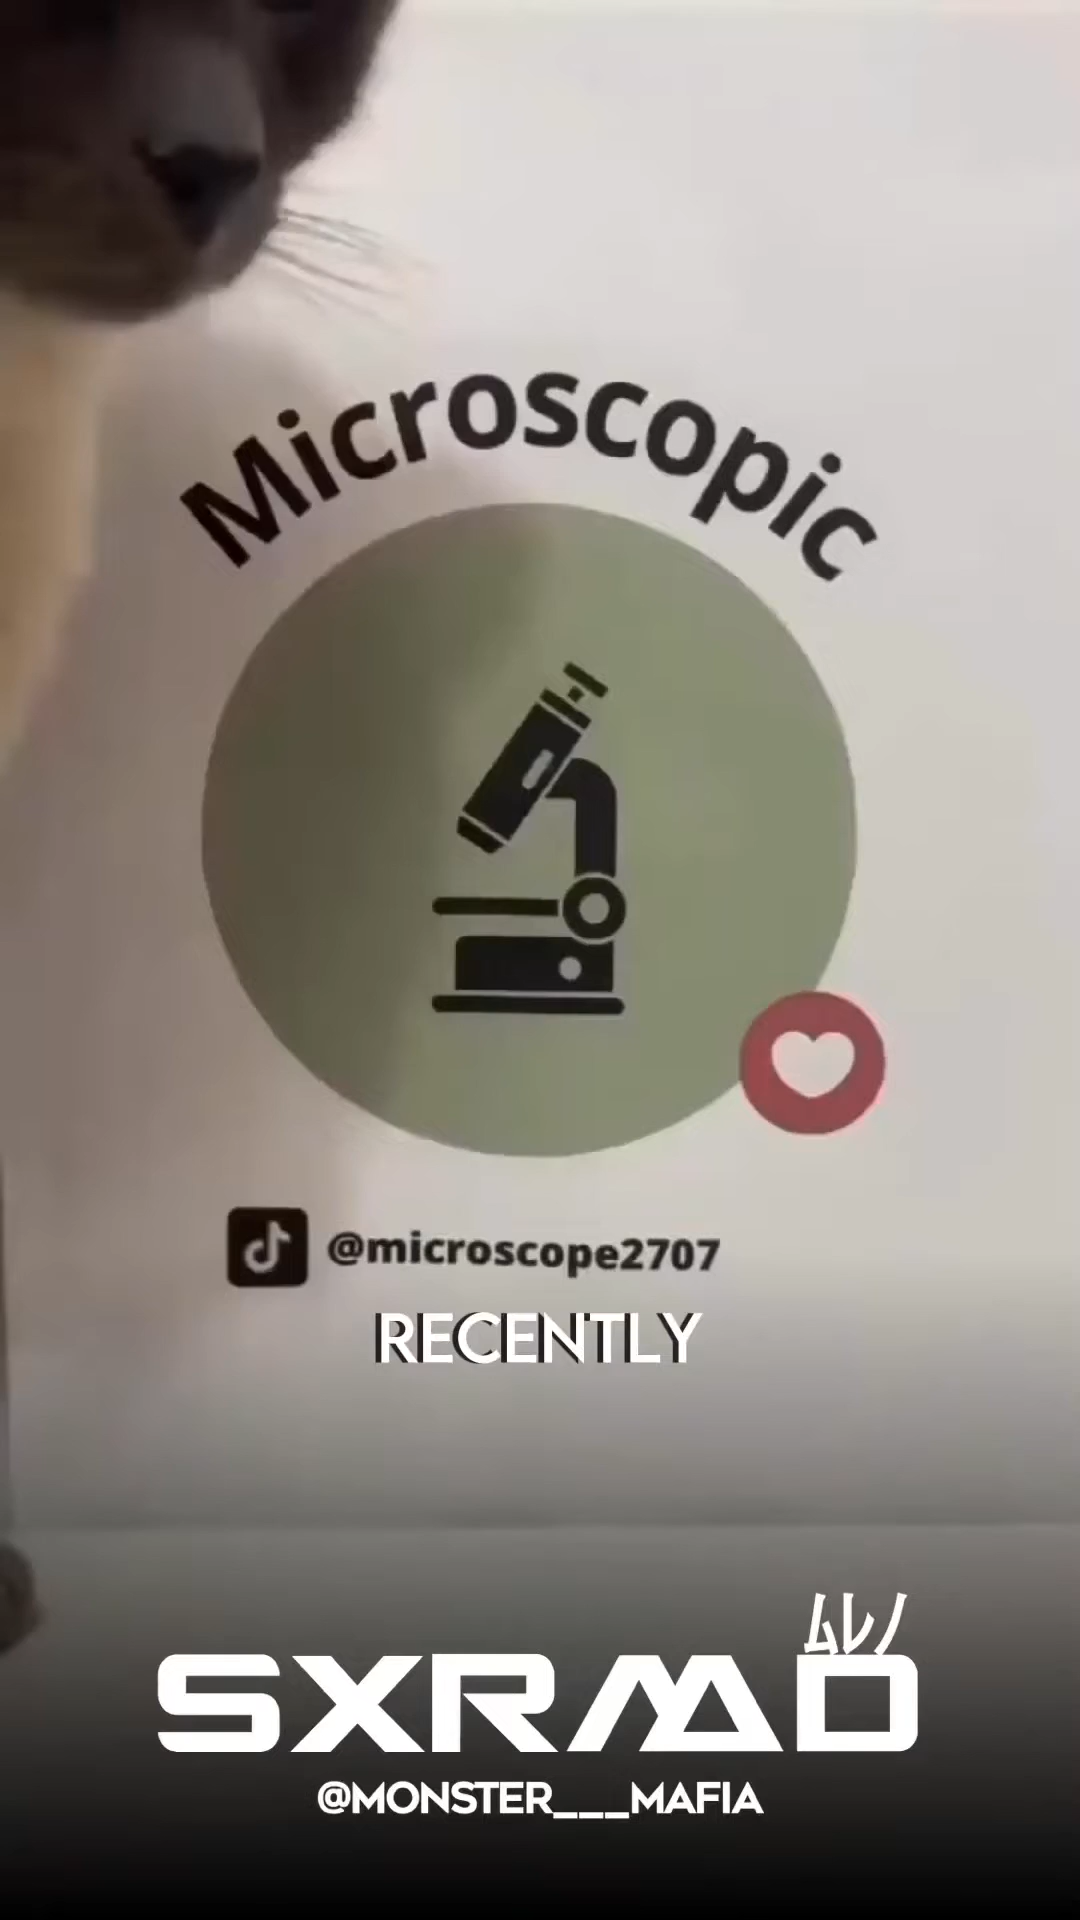 Microscopic
@microscope2707
RECENTLY
ムレノ
SXRMD
@MONSTER___MAFIA